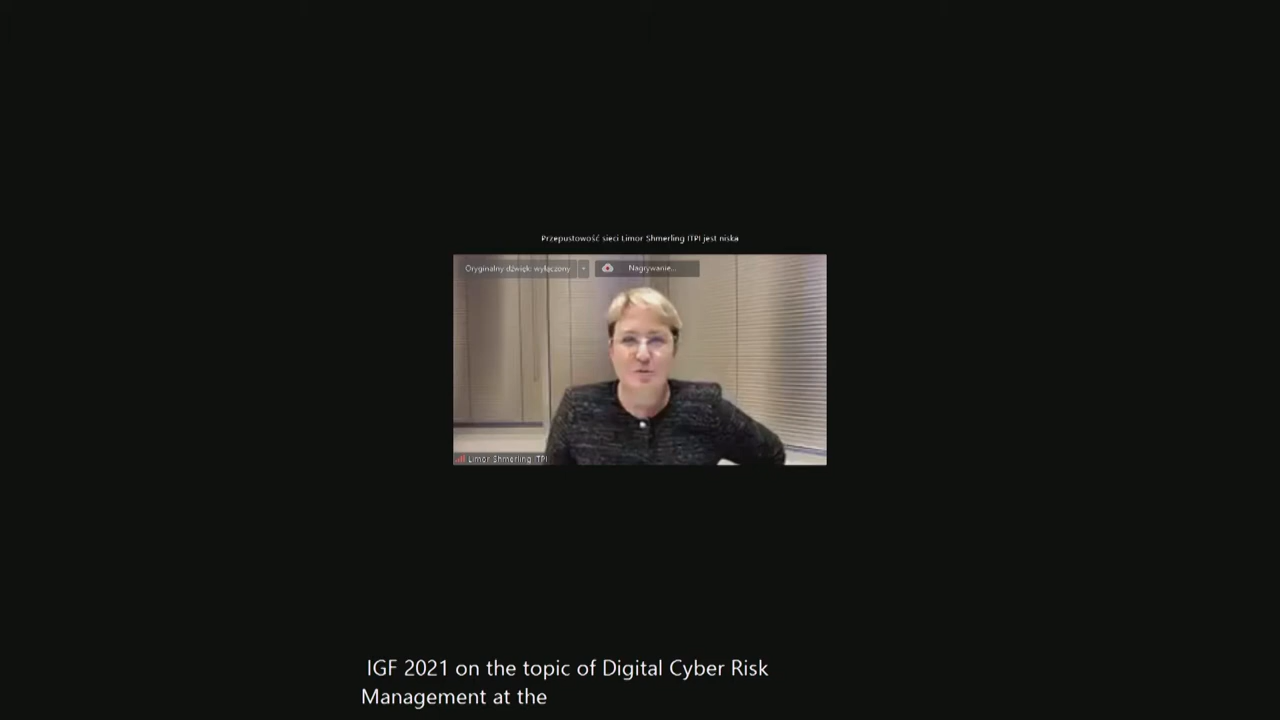 Przepustowość sieci Limor Shmerling ITPI jest niska
Oryginalny dźwięk: wyłączony
Nagrywanie...
Limor Shmerling ITPI
IGF 2021 on the topic of Digital Cyber Risk
Management at the